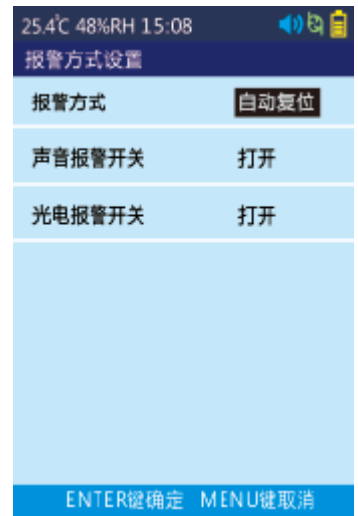 25.4℃ 48%RH 15:08
报警方式设置
报警方式 自动复位
声音报警开关 打开
光电报警开关 打开
ENTER键确定 MENU键取消